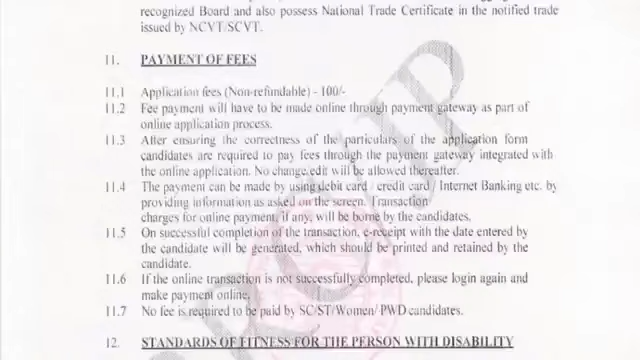 recognized Board and also possess National Trade Certificate in the notified trade
issued by NCVT/SCVT.
11. PAYMENT OF FEES
11.1 Application fees (Non-refundable) - 100/-
11.2 Fee payment will have to be made online through payment gateway as part of
online application process.
11.3 After ensuring the correctness of the particulars of the application form
candidates are required to pay fees through the payment gateway integrated with
the online application. No change/edit will be allowed thereafter.
11.4 The payment can be made by using debit card / credit card / Internet Banking etc. by
providing information as asked on the screen. Transaction
charges for online payment, if any, will be borne by the candidates.
11.5 On successful completion of the transaction, e-receipt with the date entered by
the candidate will be generated, which should be printed and retained by the
candidate.
11.6 If the online transaction is not successfully completed, please login again and
make payment online.
11.7 No fee is required to be paid by SC/ST/Women/ PWD candidates.
12. STANDARDS OF FITNESS FOR THE PERSON WITH DISABILITY